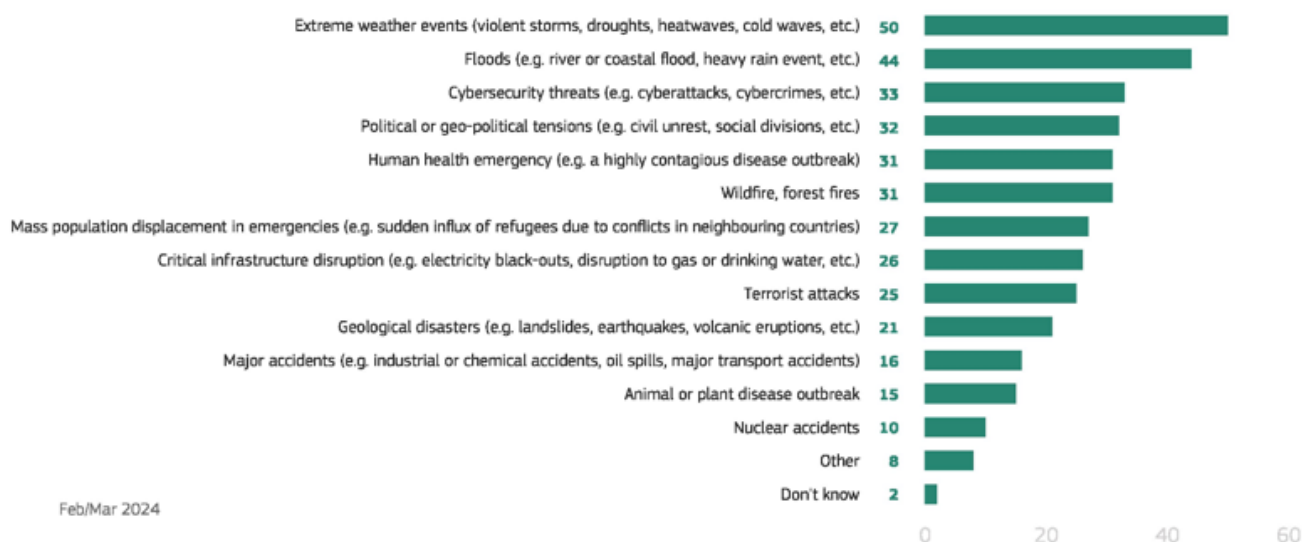 Extreme weather events (violent storms, droughts, heatwaves, cold waves, etc.) 50
Floods (e.g. river or coastal flood, heavy rain event, etc.) 44
Cybersecurity threats (e.g. cyberattacks, cybercrimes, etc.) 33
Political or geo-political tensions (e.g. civil unrest, social divisions, etc.) 32
Human health emergency (e.g. a highly contagious disease outbreak) 31
Wildfire, forest fires 31
Mass population displacement in emergencies (e.g. sudden influx of refugees due to conflicts in neighbouring countries) 27
Critical infrastructure disruption (e.g. electricity black-outs, disruption to gas or drinking water, etc.) 26
Terrorist attacks 25
Geological disasters (e.g. landslides, earthquakes, volcanic eruptions, etc.) 21
Major accidents (e.g. industrial or chemical accidents, oil spills, major transport accidents) 16
Animal or plant disease outbreak 15
Nuclear accidents 10
Other 8
Don't know 2
Feb/Mar 2024
0 20 40 60